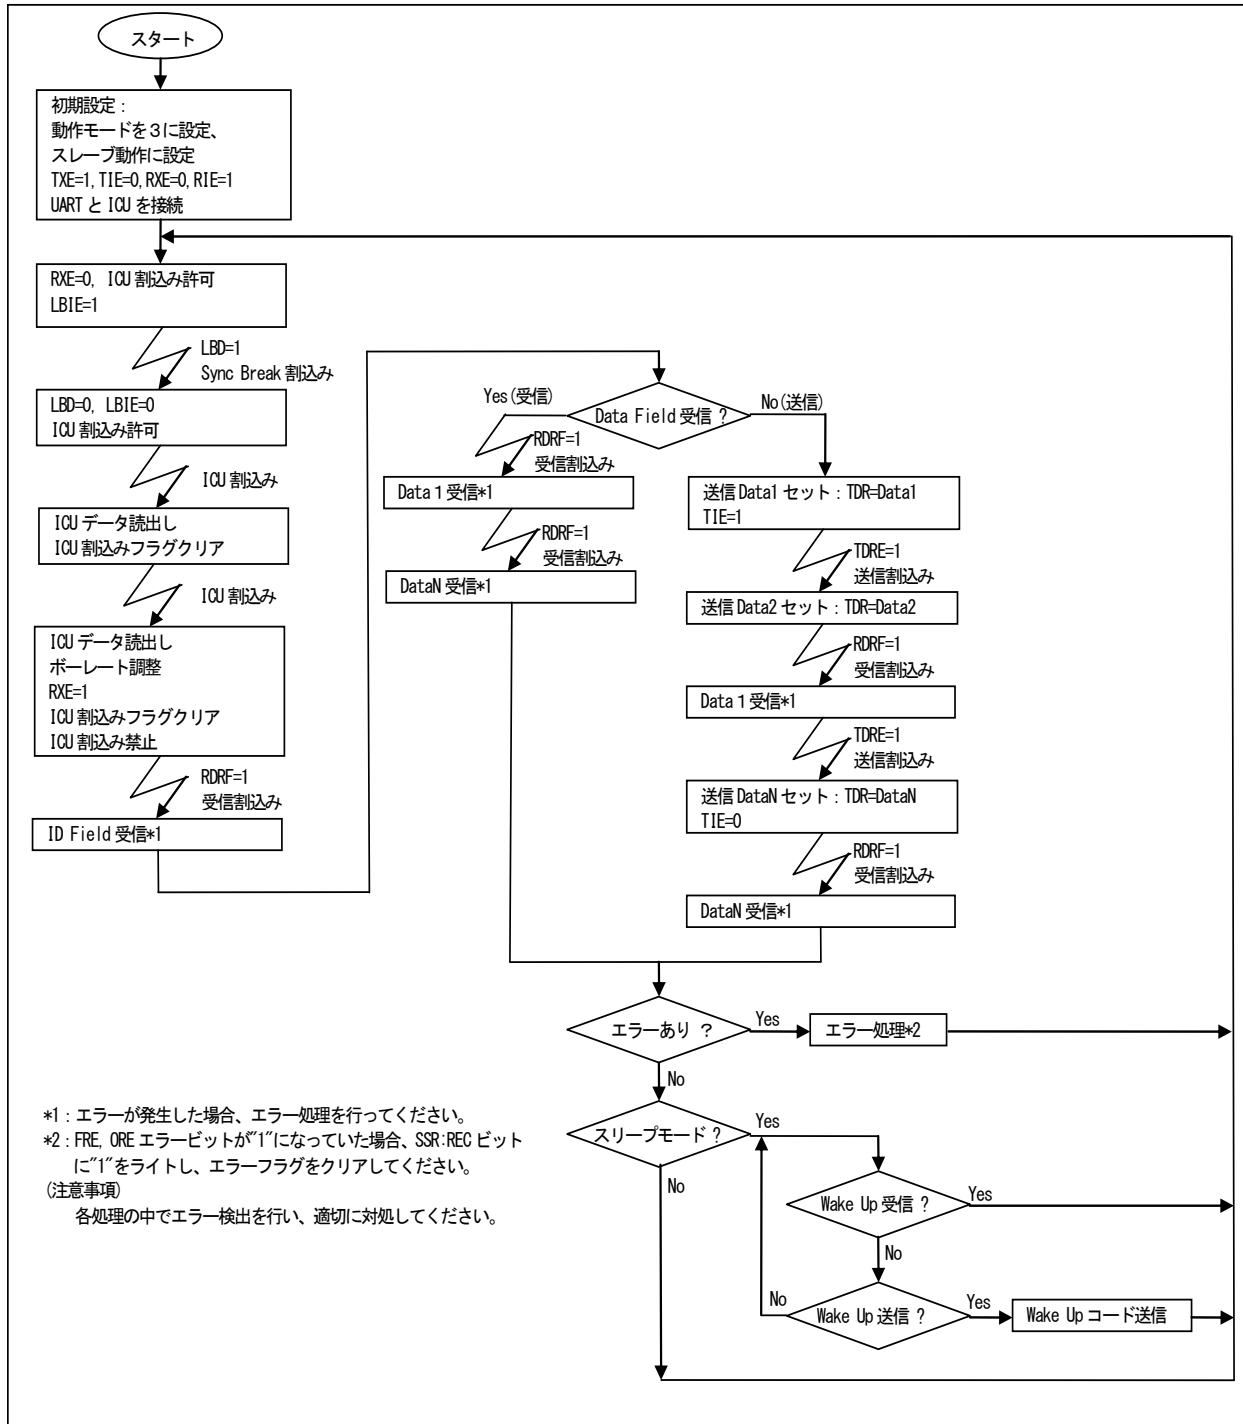 スタート
初期設定：
動作モードを３に設定、
スレーブ動作に設定
TXE=1, TIE=0, RXE=0, RIE=1
UART と ICU を接続
RXE=0, ICU 割込み許可
LBIE=1
LBD=1
Sync Break 割込み
LBD=0, LBIE=0
ICU 割込み許可
ICU 割込み
ICU データ読出し
ICU 割込みフラグクリア
ICU 割込み
ICU データ読出し
ボーレート調整
RXE=1
ICU 割込みフラグクリア
ICU 割込み禁止
RDRF=1
受信割込み
ID Field 受信*1
Data Field 受信 ?
Yes(受信)
No(送信)
RDRF=1
受信割込み
Data１受信*1
RDRF=1
受信割込み
DataN 受信*1
送信 Data1 セット：TDR=Data1
TIE=1
TDRE=1
送信割込み
送信 Data2 セット：TDR=Data2
RDRF=1
受信割込み
Data１受信*1
TDRE=1
送信割込み
送信 DataN セット：TDR=DataN
TIE=0
RDRF=1
受信割込み
DataN 受信*1
エラーあり ？
Yes
エラー処理*2
No
スリープモード ?
Yes
No
Wake Up 受信 ?
Yes
No
Wake Up 送信 ?
No
Yes
Wake Up コード送信
*1：エラーが発生した場合、エラー処理を行ってください。
*2：FRE, ORE エラービットが"1"になっていた場合、SSR:REC ビット
に"1"をライトし、エラーフラグをクリアしてください。
(注意事項)
各処理の中でエラー検出を行い、適切に対処してください。